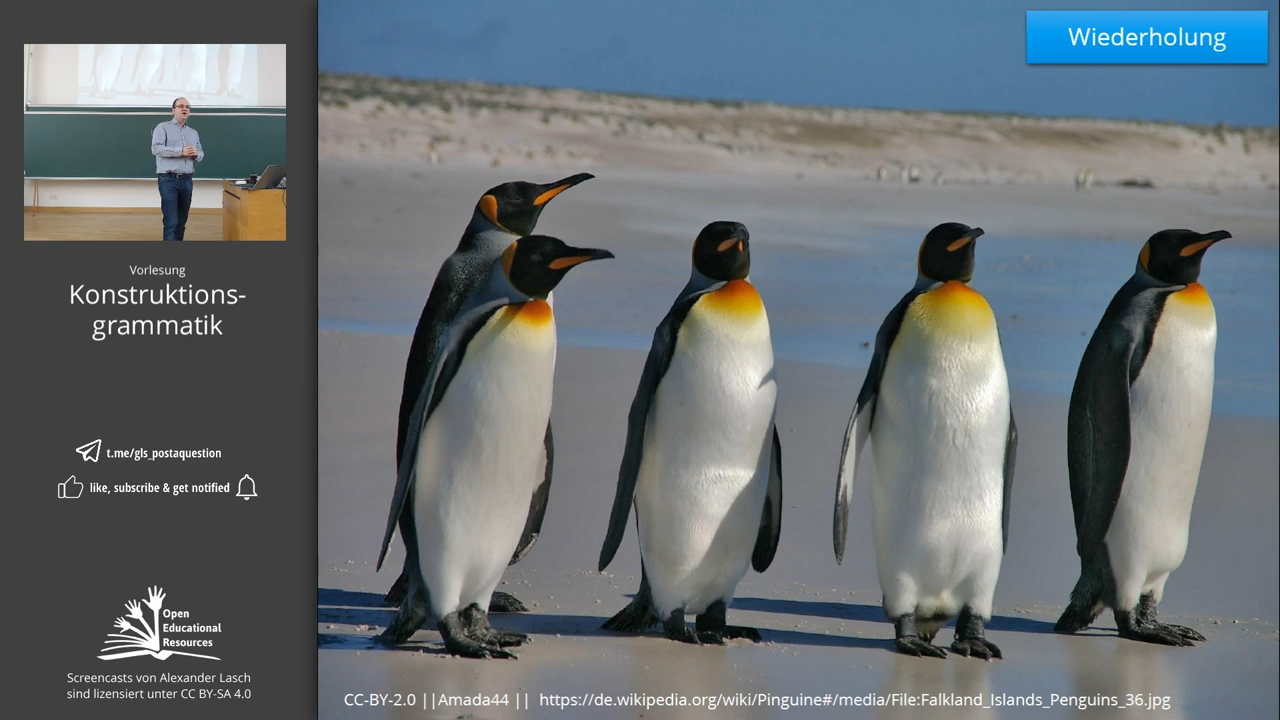 Wiederholung
Vorlesung
Konstruktions-
grammatik
t.me/gls_postaquestion
like, subscribe & get notified
Open
Educational
Resources
Screencasts von Alexander Lasch
sind lizensiert unter CC BY-SA 4.0
CC-BY-2.0 ||Amada44 || https://de.wikipedia.org/wiki/Pinguine#/media/File:Falkland_Islands_Penguins_36.jpg